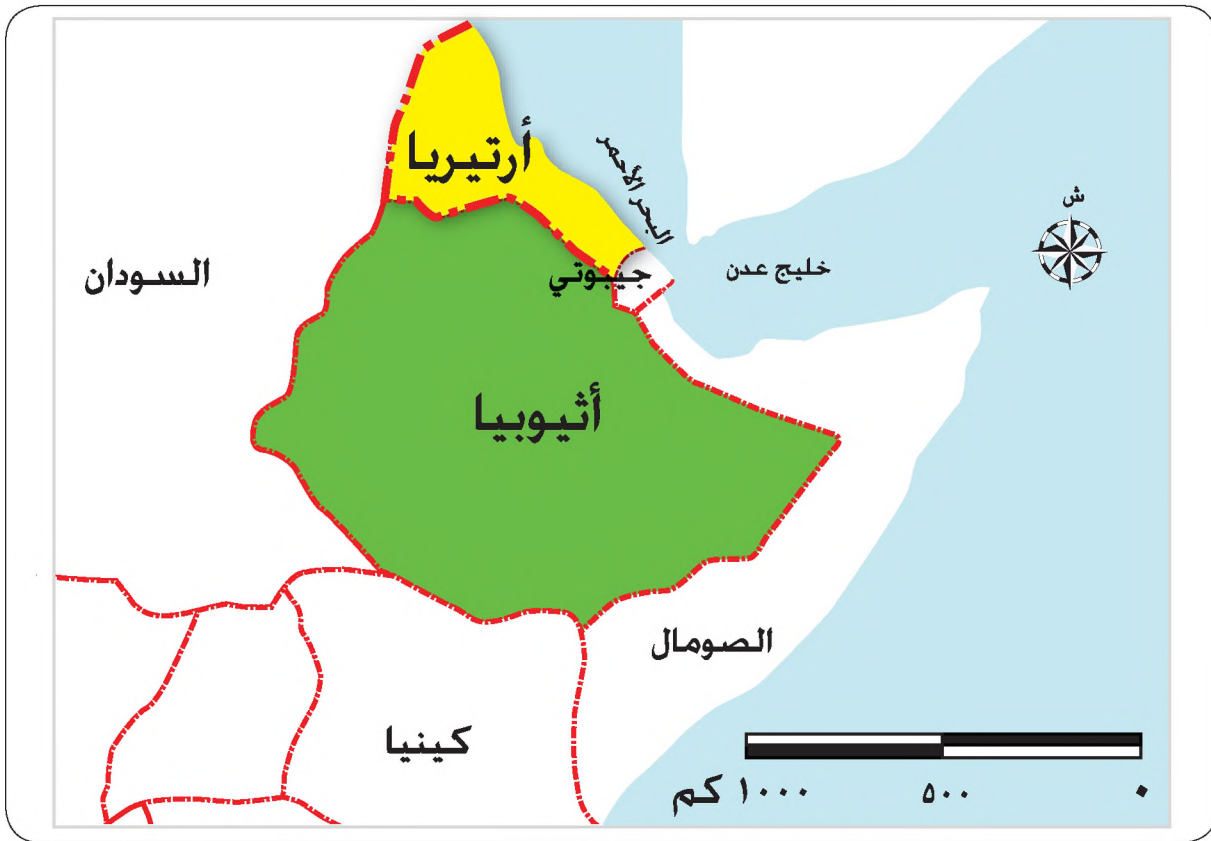 أرتيريا
البحر الأحمر
ش
السودان
جيبوتي
خليج عدن
أثيوبيا
الصومال
كينيا
٠ ٥٠٠ ١٠٠٠ كم